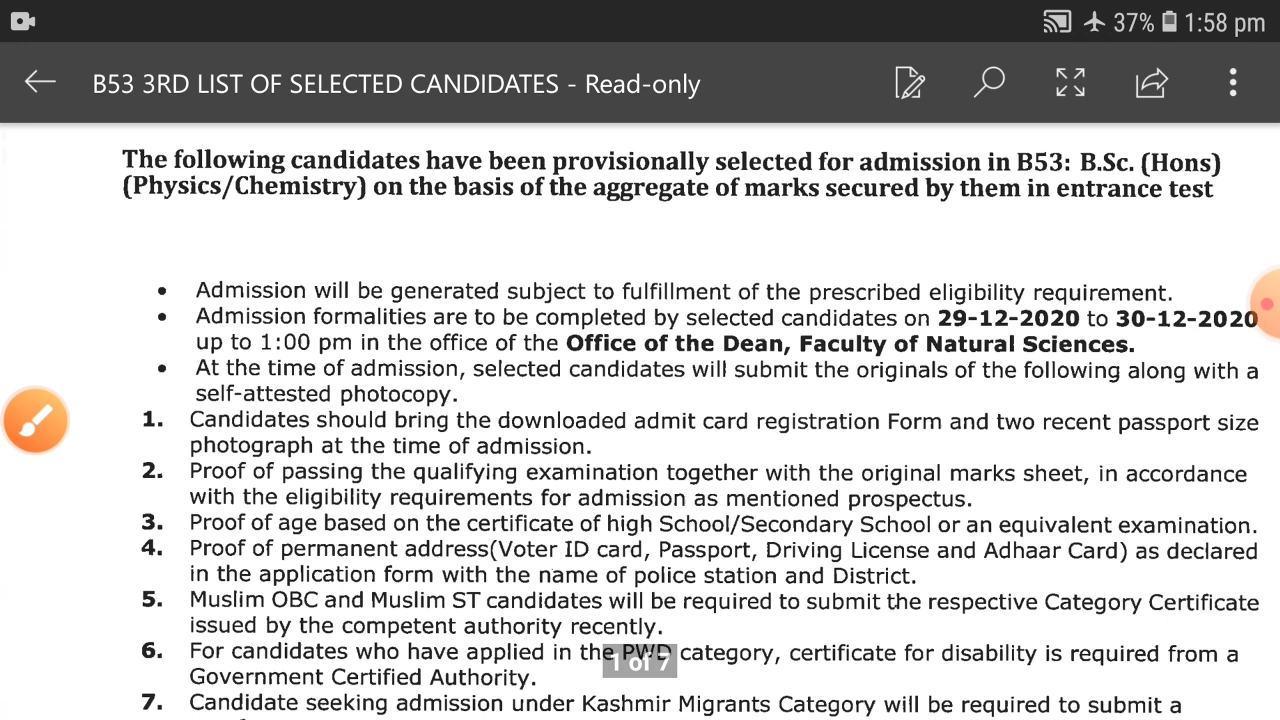 37% 1:58 pm
B53 3RD LIST OF SELECTED CANDIDATES - Read-only
The following candidates have been provisionally selected for admission in B53: B.Sc. (Hons)
(Physics/Chemistry) on the basis of the aggregate of marks secured by them in entrance test
• Admission will be generated subject to fulfillment of the prescribed eligibility requirement.
• Admission formalities are to be completed by selected candidates on 29-12-2020 to 30-12-2020
up to 1:00 pm in the office of the Office of the Dean, Faculty of Natural Sciences.
• At the time of admission, selected candidates will submit the originals of the following along with a
self-attested photocopy.
1. Candidates should bring the downloaded admit card registration Form and two recent passport size
photograph at the time of admission.
2. Proof of passing the qualifying examination together with the original marks sheet, in accordance
with the eligibility requirements for admission as mentioned prospectus.
3. Proof of age based on the certificate of high School/Secondary School or an equivalent examination.
4. Proof of permanent address(Voter ID card, Passport, Driving License and Adhaar Card) as declared
in the application form with the name of police station and District.
5. Muslim OBC and Muslim ST candidates will be required to submit the respective Category Certificate
issued by the competent authority recently.
6. For candidates who have applied in the PWD category, certificate for disability is required from a
1 of 7
Government Certified Authority.
7. Candidate seeking admission under Kashmir Migrants Category will be required to submit a